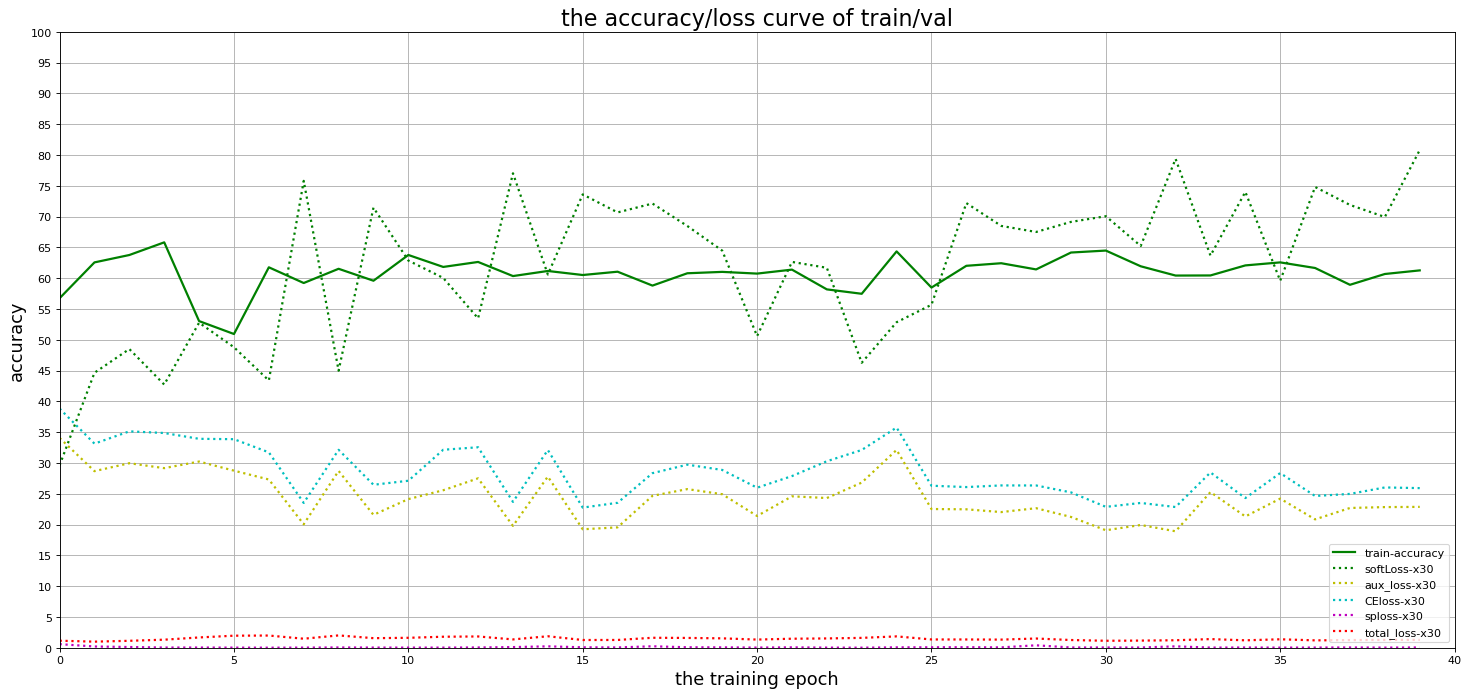 the accuracy/loss curve of train/val
100
95
90
85
80
75
70
65
60
55
50
45
40
35
30
25
20
15
10
5
0
accuracy
train-accuracy
softLoss-x30
aux_loss-x30
CEloss-x30
sploss-x30
total_loss-x30
0 5 10 15 20 25 30 35 40
the training epoch